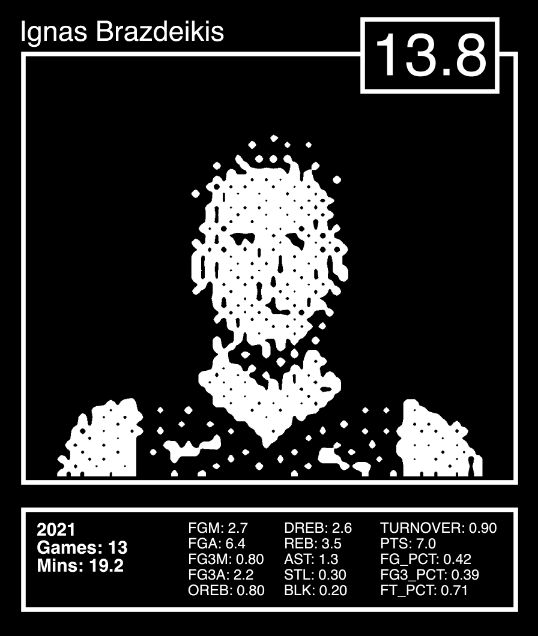 Ignas Brazdeikis
13.8
2021
Games: 13
Mins: 19.2
FGM: 2.7
FGA: 6.4
FG3M: 0.80
FG3A: 2.2
OREB: 0.80
DREB: 2.6
REB: 3.5
AST: 1.3
STL: 0.30
BLK: 0.20
TURNOVER: 0.90
PTS: 7.0
FG_PCT: 0.42
FG3_PCT: 0.39
FT_PCT: 0.71